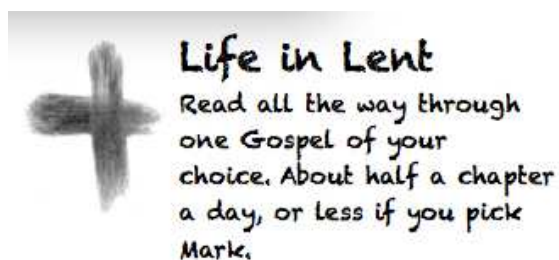 Life in Lent
Read all the way through
one Gospel of your
choice. About half a chapter
a day, or less if you pick
Mark.